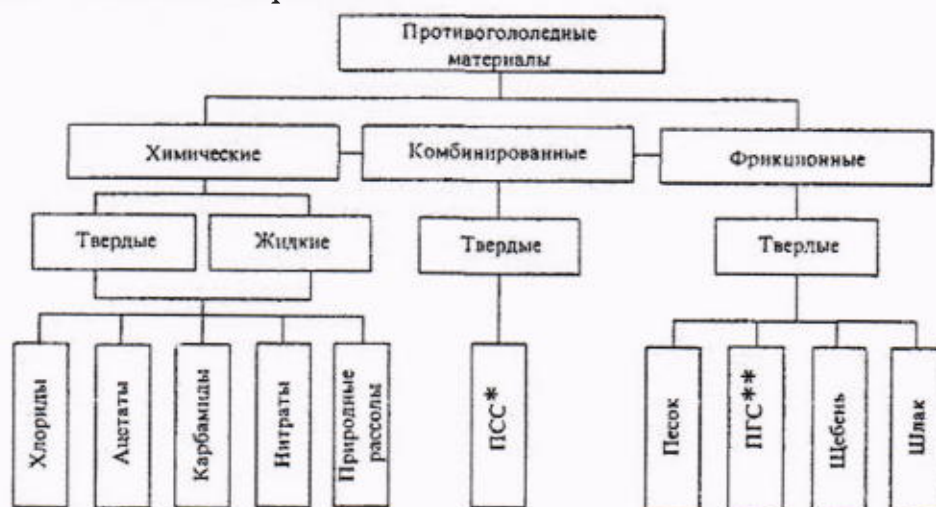 Противогололедные
материалы
Химические
Комбинированные
Фрикционные
Твердые
Жидкие
Твердые
Тверлые
Хлориды
Ацетаты
Карбамиды
Нитраты
Природные
рассолы
ПСС*
Песок
ПГС**
Щебень
Шлак